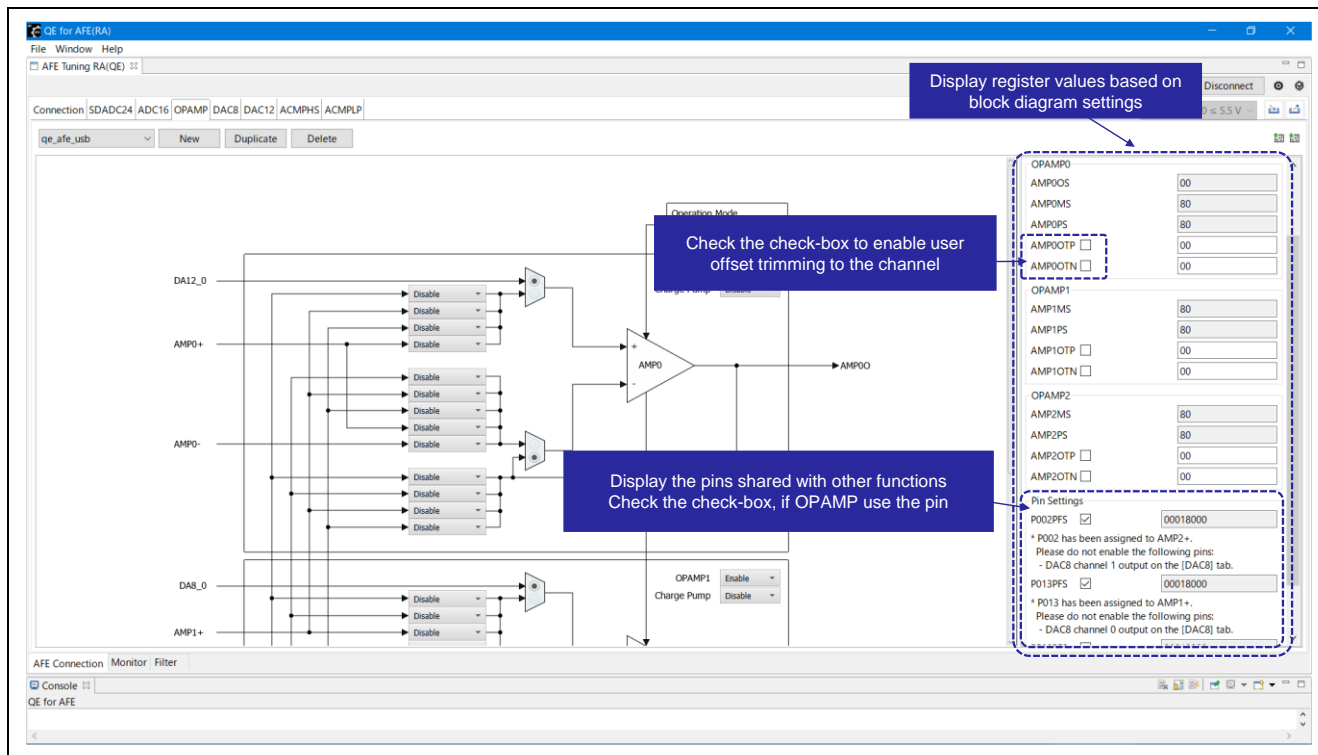 QE for AFE(RA)
File Window Help
AFE Tuning RA(QE)
Disconnect
Connection SDADC24 ADC16 OPAMP DAC8 DAC12 ACMPHS ACMPLP
0 ≤ 5.5 V
qe_afe_usb New Duplicate Delete
Display register values based on
block diagram settings
Operation Mode
Check the check-box to enable user
offset trimming to the channel
Charge Pump Disable
DA12_0
Disable
Disable
Disable
AMP0+ Disable
+
AMP0
-
AMP0O
Disable
Disable
Disable
Disable
AMP0- Disable
Disable
Disable
Disable
Disable
Display the pins shared with other functions
Check the check-box, if OPAMP use the pin
DA8_0
OPAMP1 Enable
Charge Pump Disable
Disable
Disable
AMP1+ Disable
Disable
OPAMP0
AMP0OS 00
AMP0MS 80
AMP0PS 80
AMP0OTP 00
AMP0OTN 00
OPAMP1
AMP1MS 80
AMP1PS 80
AMP1OTP 00
AMP1OTN 00
OPAMP2
AMP2MS 80
AMP2PS 80
AMP2OTP 00
AMP2OTN 00
Pin Settings
P002PFS 00018000
* P002 has been assigned to AMP2+.
Please do not enable the following pins:
- DAC8 channel 1 output on the [DAC8] tab.
P013PFS 00018000
* P013 has been assigned to AMP1+.
Please do not enable the following pins:
- DAC8 channel 0 output on the [DAC8] tab.
AFE Connection Monitor Filter
Console
QE for AFE